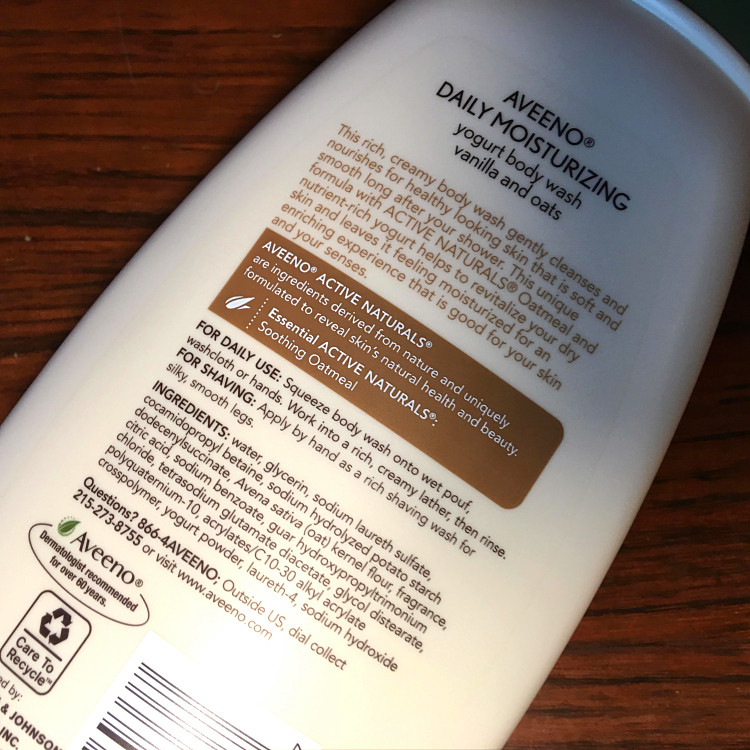 AVEENO®
DAILY MOISTURIZING
yogurt body wash
vanilla and oats
This rich, creamy body wash gently cleanses and
nourishes for healthy looking skin that is soft and
smooth long after your shower. This unique
formula with ACTIVE NATURALS® Oatmeal and
nutrient-rich yogurt helps to revitalize your dry
skin and leaves it feeling moisturized for an
enriching experience that is good for your skin
and your senses.
AVEENO® ACTIVE NATURALS®
are ingredients derived from nature and uniquely
formulated to reveal skin's natural health and beauty.
Essential ACTIVE NATURALS®:
Soothing Oatmeal
FOR DAILY USE: Squeeze body wash onto wet pouf,
washcloth or hands. Work into a rich, creamy lather, then rinse.
FOR SHAVING: Apply by hand as a rich shaving wash for
silky, smooth legs.
INGREDIENTS: water, glycerin, sodium laureth sulfate,
cocamidopropyl betaine, sodium hydrolyzed potato starch
dodecenylsuccinate, Avena sativa (oat) kernel flour, fragrance,
citric acid, sodium benzoate, guar hydroxypropyltrimonium
chloride, tetrasodium glutamate diacetate, glycol distearate,
polyquaternium-10, acrylates/C10-30 alkyl acrylate
crosspolymer, yogurt powder, laureth-4, sodium hydroxide
Questions? 866-4AVEENO; Outside US, dial collect
215-273-8755 or visit www.aveeno.com
Aveeno®
Dermatologist recommended
for over 60 years.
Care To
Recycle™
ed by:
& JOHNSON
INC.